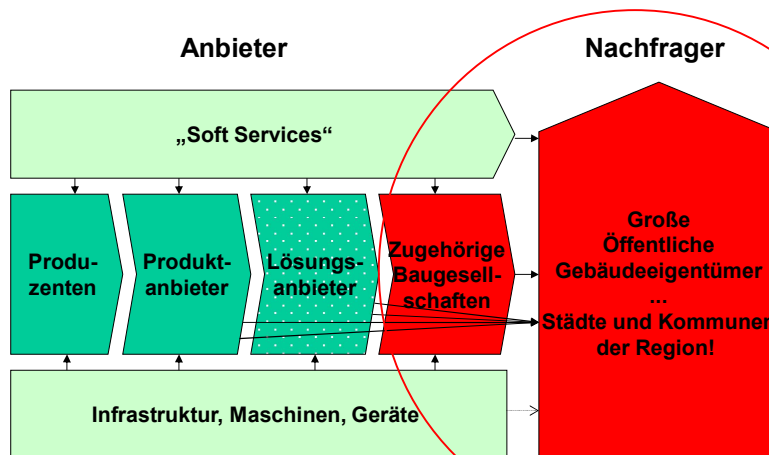 Anbieter
Nachfrager
„Soft Services“
Produ-
zenten
Produkt-
anbieter
Lösungs-
anbieter
Zugehörige
Baugesell-
schaften
Große
Öffentliche
Gebäudeeigentümer
...
Städte und Kommunen
der Region!
Infrastruktur, Maschinen, Geräte